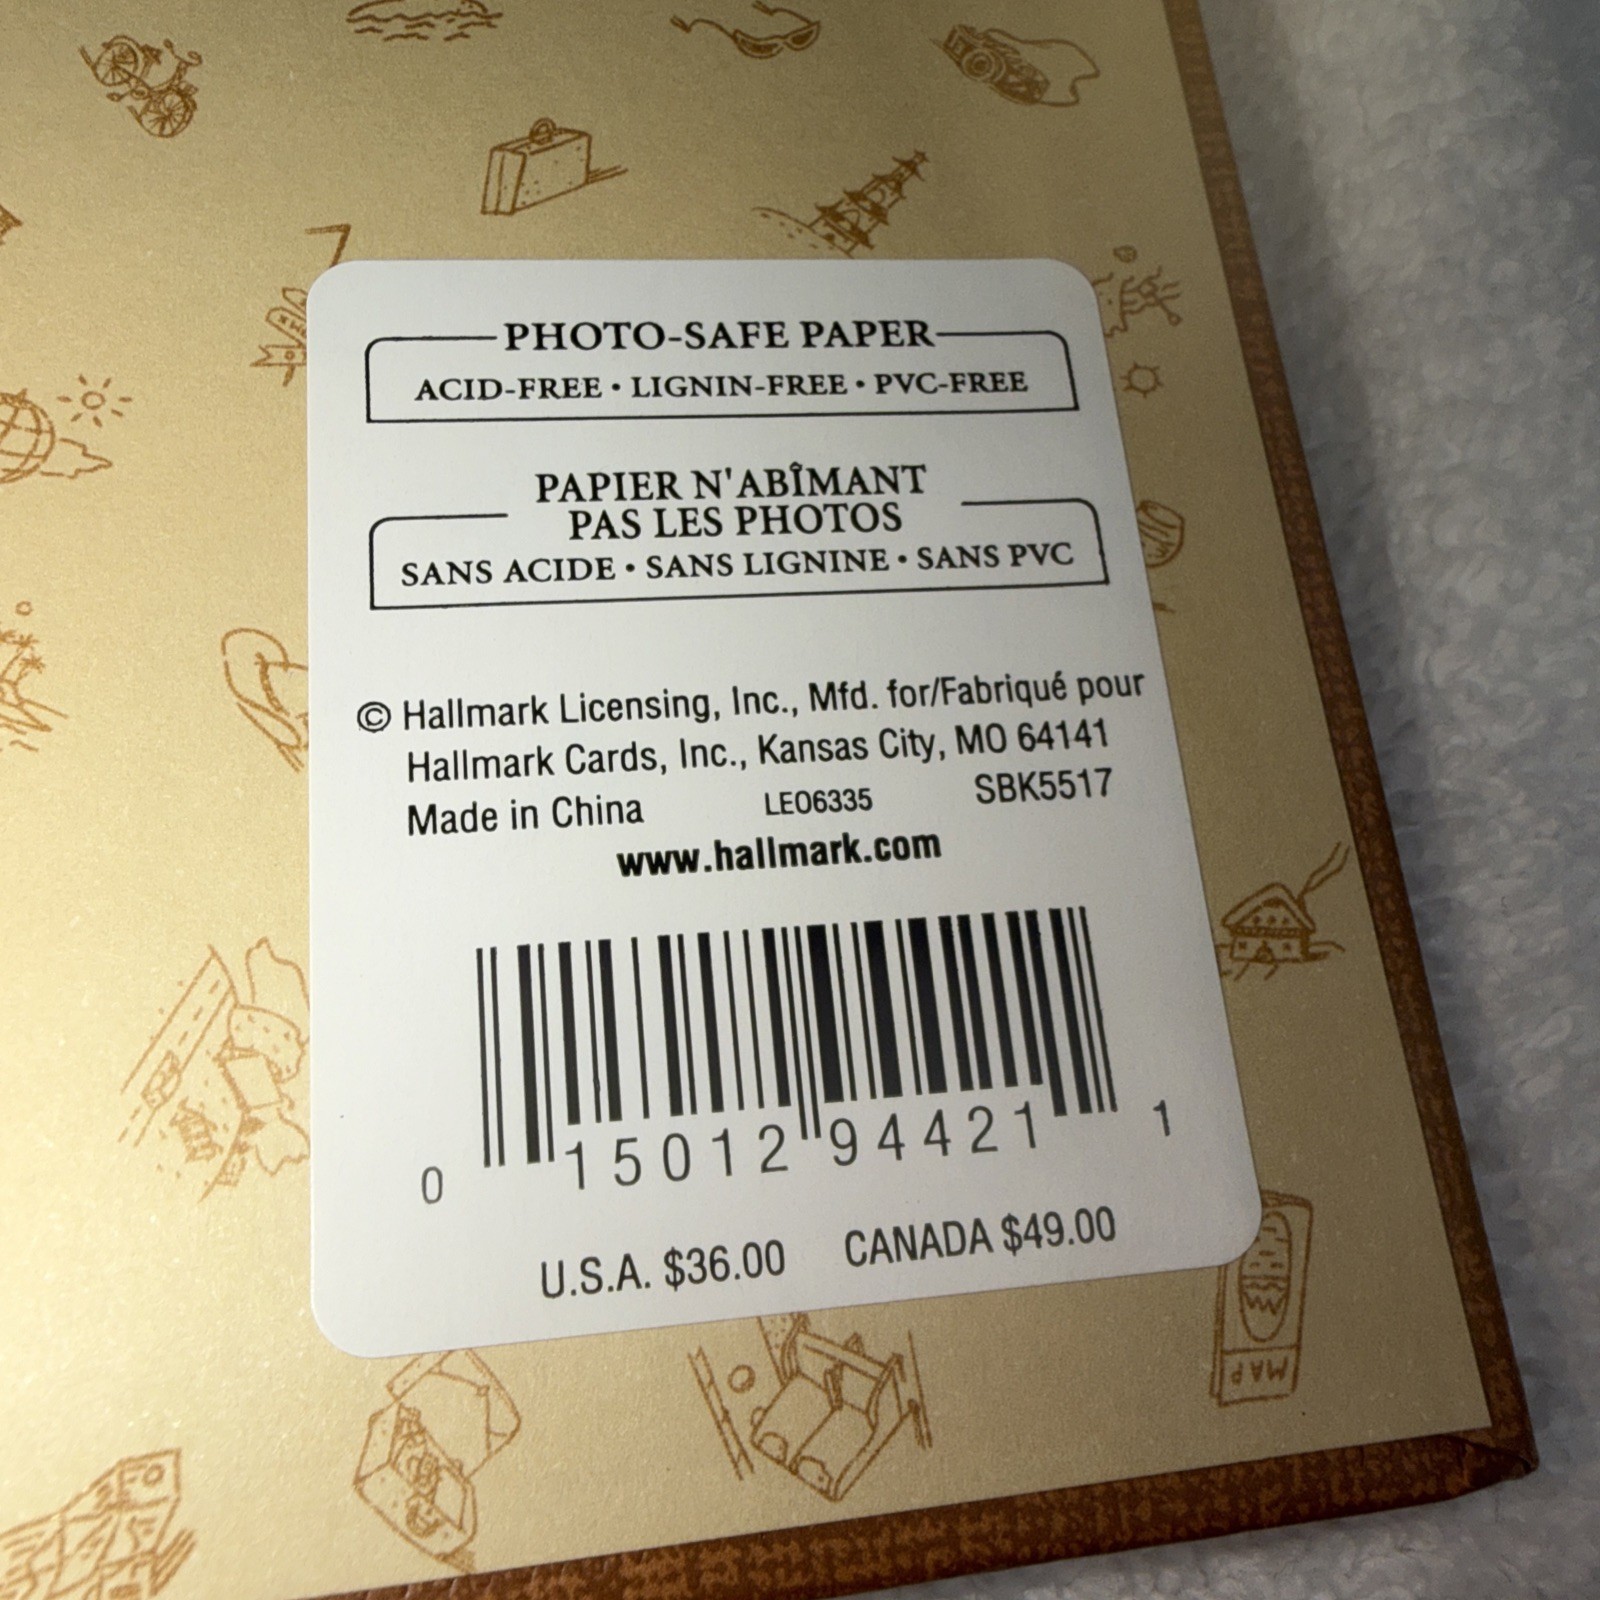 PHOTO-SAFE PAPER
ACID-FREE • LIGNIN-FREE • PVC-FREE
PAPIER N'ABÎMANT
PAS LES PHOTOS
SANS ACIDE • SANS LIGNINE • SANS PVC
© Hallmark Licensing, Inc., Mfd. for/Fabriqué pour
Hallmark Cards, Inc., Kansas City, MO 64141
Made in China LEO6335 SBK5517
www.hallmark.com
0 15012 94421 1
U.S.A. $36.00 CANADA $49.00
MAP